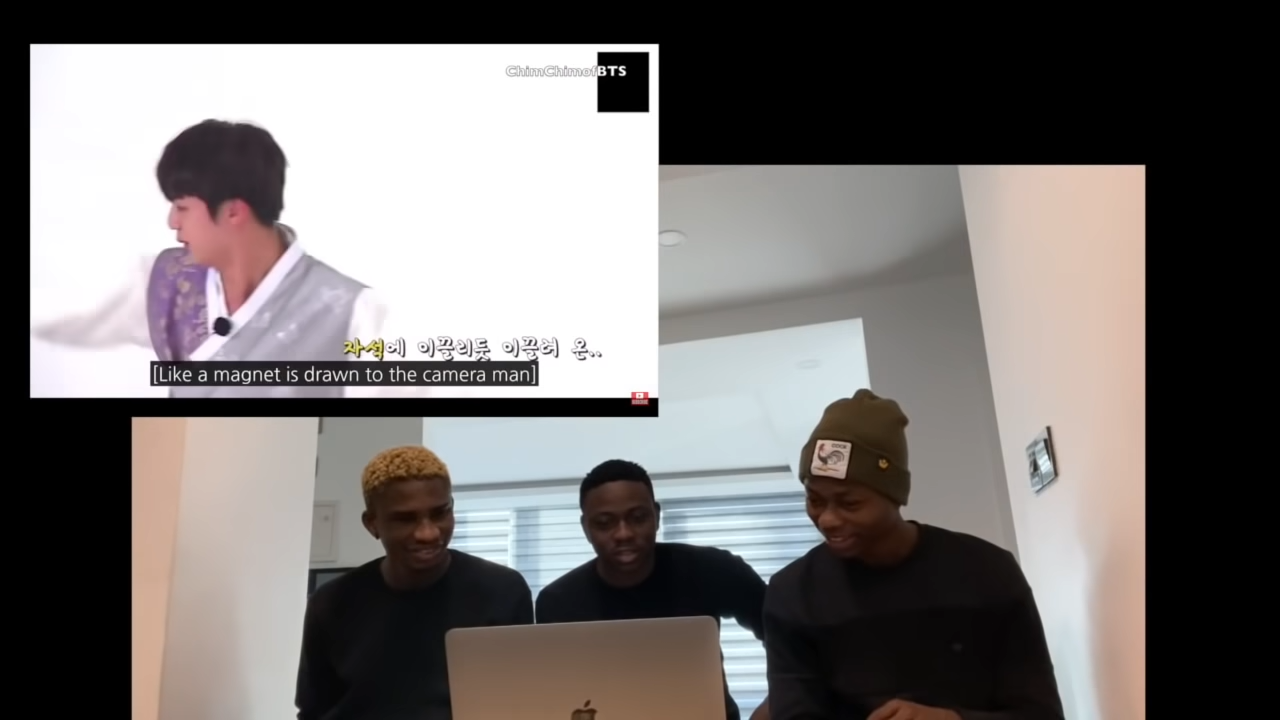 ChimChimofBTS
자석에 이끌리듯 이끌려 온..
[Like a magnet is drawn to the camera man]